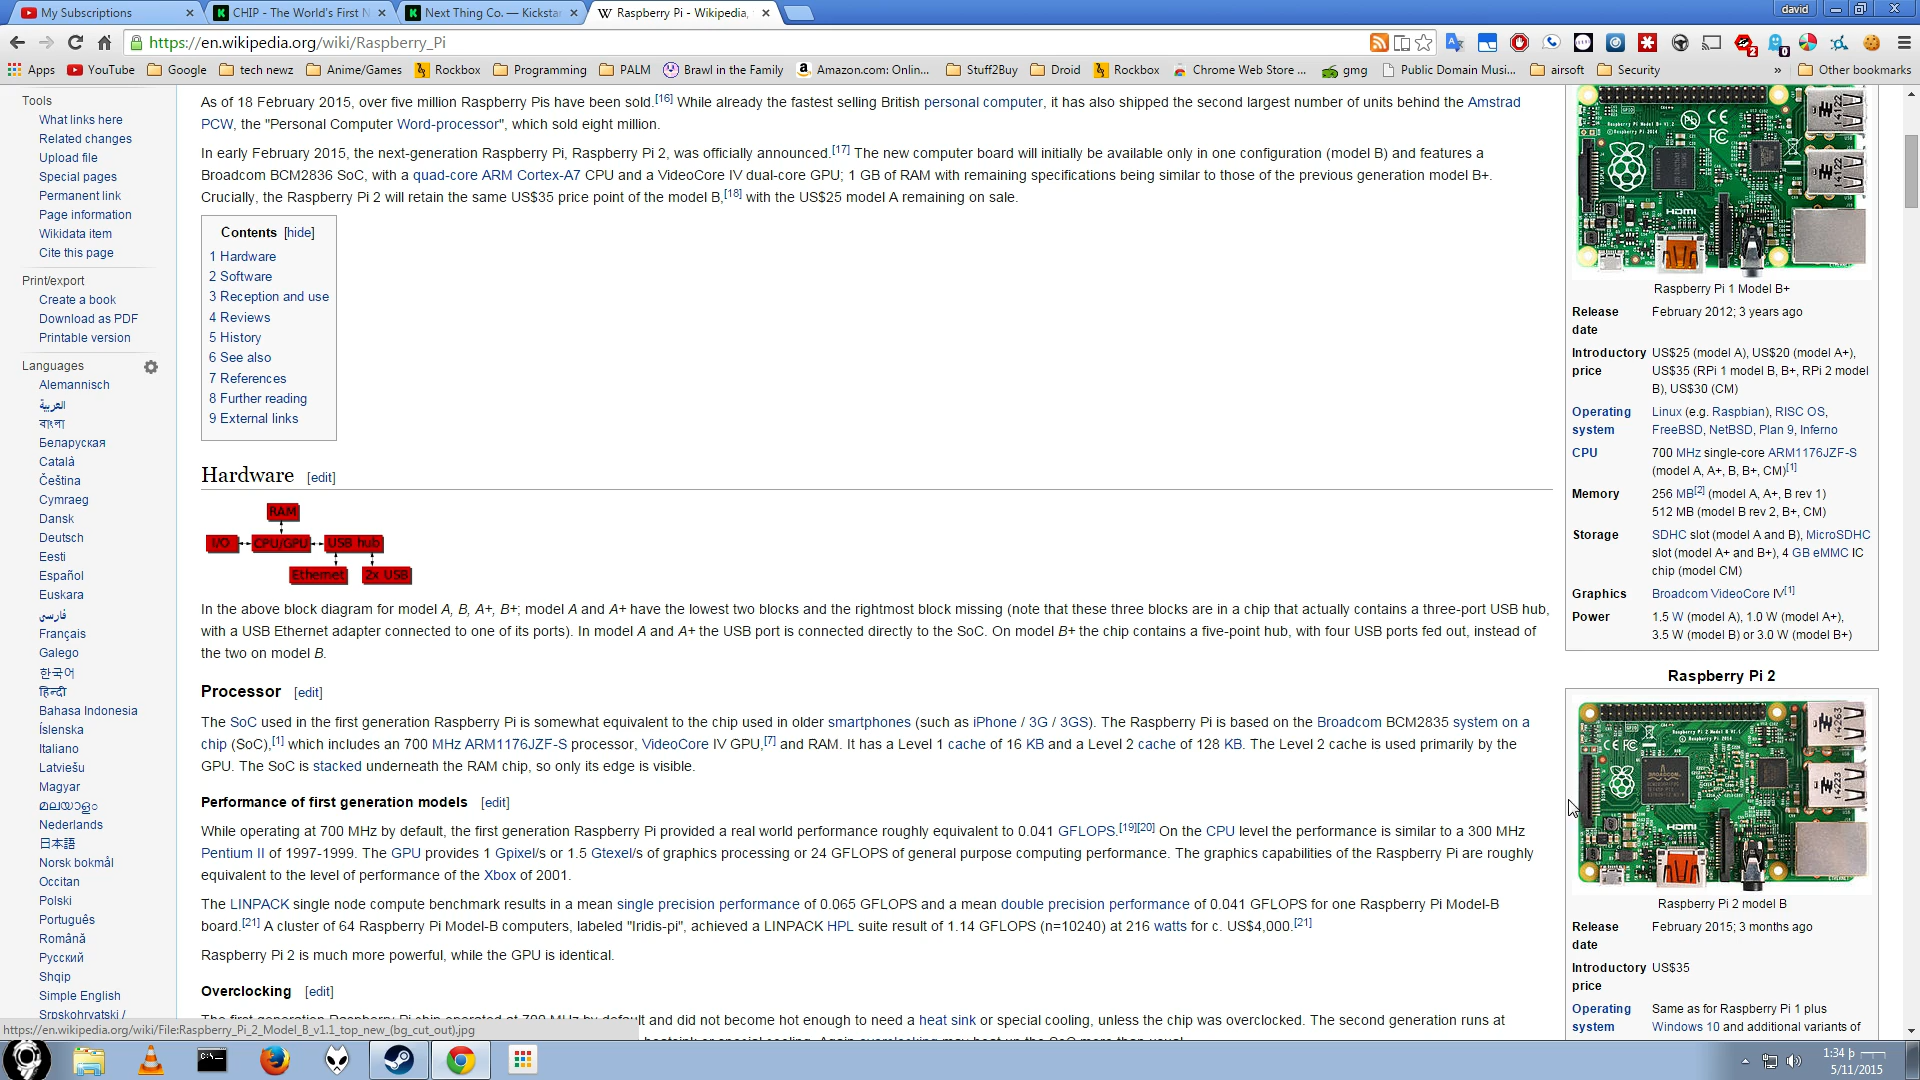 My Subscriptions
CHIP - The World's First N
Next Thing Co. — Kicksta
Raspberry Pi - Wikipedia,
david
https://en.wikipedia.org/wiki/Raspberry_Pi
Apps
YouTube
Google
tech newz
Anime/Games
Rockbox
Programming
PALM
Brawl in the Family
Amazon.com: Onlin...
Stuff2Buy
Droid
Rockbox
Chrome Web Store ...
gmg
Public Domain Musi...
airsoft
Security
»
Other bookmarks
Tools
What links here
Related changes
Upload file
Special pages
Permanent link
Page information
Wikidata item
Cite this page
Print/export
Create a book
Download as PDF
Printable version
Languages
Alemannisch
العربية
বাংলা
Беларуская
Català
Čeština
Cymraeg
Dansk
Deutsch
Eesti
Español
Euskara
فارسی
Français
Galego
한국어
हिन्दी
Bahasa Indonesia
Íslenska
Italiano
Latviešu
Magyar
മലയാളം
Nederlands
日本語
Norsk bokmål
Occitan
Polski
Português
Română
Русский
Shqip
Simple English
Srpskohrvatski /
As of 18 February 2015, over five million Raspberry Pis have been sold.[16] While already the fastest selling British personal computer, it has also shipped the second largest number of units behind the Amstrad
PCW, the "Personal Computer Word-processor", which sold eight million.
In early February 2015, the next-generation Raspberry Pi, Raspberry Pi 2, was officially announced.[17] The new computer board will initially be available only in one configuration (model B) and features a
Broadcom BCM2836 SoC, with a quad-core ARM Cortex-A7 CPU and a VideoCore IV dual-core GPU; 1 GB of RAM with remaining specifications being similar to those of the previous generation model B+.
Crucially, the Raspberry Pi 2 will retain the same US$35 price point of the model B,[18] with the US$25 model A remaining on sale.
Contents [hide]
1 Hardware
2 Software
3 Reception and use
4 Reviews
5 History
6 See also
7 References
8 Further reading
9 External links
Hardware [edit]
RAM
I/O
CPU/GPU
USB hub
Ethernet
2x USB
In the above block diagram for model A, B, A+, B+; model A and A+ have the lowest two blocks and the rightmost block missing (note that these three blocks are in a chip that actually contains a three-port USB hub,
with a USB Ethernet adapter connected to one of its ports). In model A and A+ the USB port is connected directly to the SoC. On model B+ the chip contains a five-point hub, with four USB ports fed out, instead of
the two on model B.
Processor [edit]
The SoC used in the first generation Raspberry Pi is somewhat equivalent to the chip used in older smartphones (such as iPhone / 3G / 3GS). The Raspberry Pi is based on the Broadcom BCM2835 system on a
chip (SoC),[1] which includes an 700 MHz ARM1176JZF-S processor, VideoCore IV GPU,[7] and RAM. It has a Level 1 cache of 16 KB and a Level 2 cache of 128 KB. The Level 2 cache is used primarily by the
GPU. The SoC is stacked underneath the RAM chip, so only its edge is visible.
Performance of first generation models [edit]
While operating at 700 MHz by default, the first generation Raspberry Pi provided a real world performance roughly equivalent to 0.041 GFLOPS.[19][20] On the CPU level the performance is similar to a 300 MHz
Pentium II of 1997-1999. The GPU provides 1 Gpixel/s or 1.5 Gtexel/s of graphics processing or 24 GFLOPS of general purpose computing performance. The graphics capabilities of the Raspberry Pi are roughly
equivalent to the level of performance of the Xbox of 2001.
The LINPACK single node compute benchmark results in a mean single precision performance of 0.065 GFLOPS and a mean double precision performance of 0.041 GFLOPS for one Raspberry Pi Model-B
board.[21] A cluster of 64 Raspberry Pi Model-B computers, labeled "Iridis-pi", achieved a LINPACK HPL suite result of 1.14 GFLOPS (n=10240) at 216 watts for c. US$4,000.[21]
Raspberry Pi 2 is much more powerful, while the GPU is identical.
Overclocking [edit]
The first generation Raspberry Pi chip operated at 700 MHz by default and did not become hot enough to need a heat sink or special cooling, unless the chip was overclocked. The second generation runs at
Raspberry Pi 1 Model B+
Release date February 2012; 3 years ago
Introductory price US$25 (model A), US$20 (model A+),
US$35 (RPi 1 model B, B+, RPi 2 model
B), US$30 (CM)
Operating system Linux (e.g. Raspbian), RISC OS,
FreeBSD, NetBSD, Plan 9, Inferno
CPU 700 MHz single-core ARM1176JZF-S
(model A, A+, B, B+, CM)[1]
Memory 256 MB[2] (model A, A+, B rev 1)
512 MB (model B rev 2, B+, CM)
Storage SDHC slot (model A and B), MicroSDHC
slot (model A+ and B+), 4 GB eMMC IC
chip (model CM)
Graphics Broadcom VideoCore IV[1]
Power 1.5 W (model A), 1.0 W (model A+),
3.5 W (model B) or 3.0 W (model B+)
Raspberry Pi 2
HDMI
Raspberry Pi 2 model B
Release date February 2015; 3 months ago
Introductory price US$35
Operating system Same as for Raspberry Pi 1 plus
Windows 10 and additional variants of
https://en.wikipedia.org/wiki/File:Raspberry_Pi_2_Model_B_v1.1_top_new_(bg_cut_out).jpg
1:34
5/11/2015